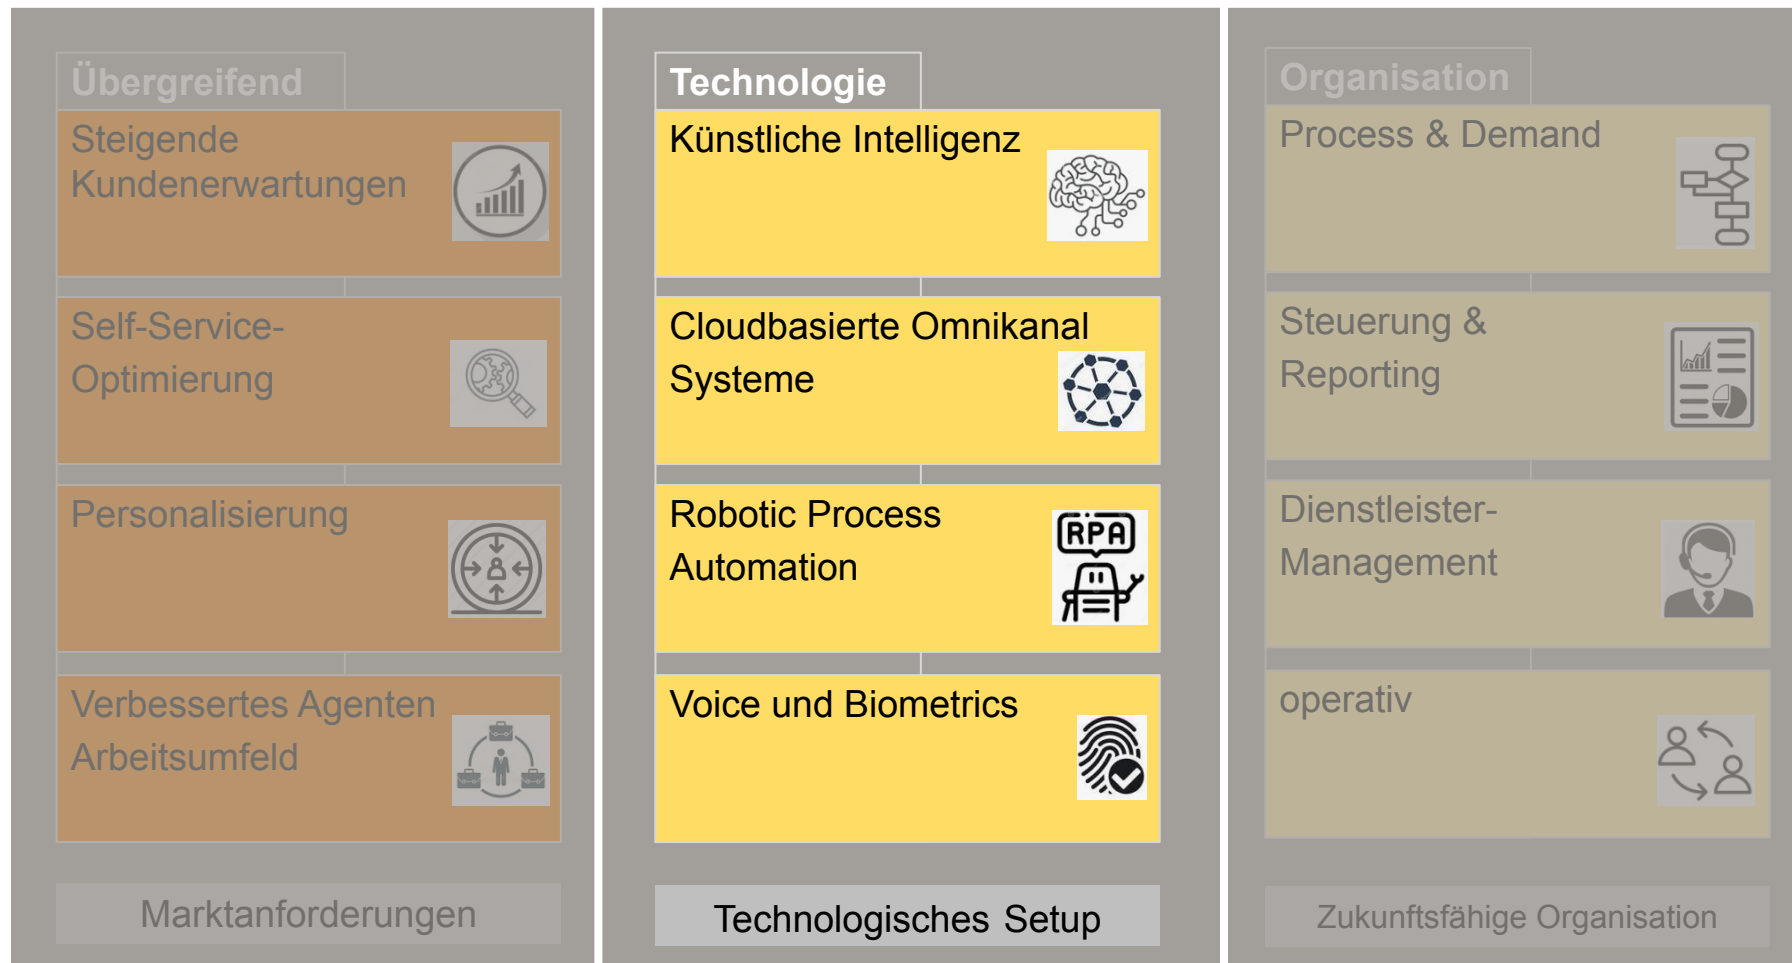 Übergreifend
Steigende
Kundenerwartungen
Self-Service-
Optimierung
Personalisierung
Verbessertes Agenten
Arbeitsumfeld
Marktanforderungen
Technologie
Künstliche Intelligenz
Cloudbasierte Omnikanal
Systeme
Robotic Process
Automation
RPA
Voice und Biometrics
Technologisches Setup
Organisation
Process & Demand
Steuerung &
Reporting
Dienstleister-
Management
operativ
Zukunftsfähige Organisation